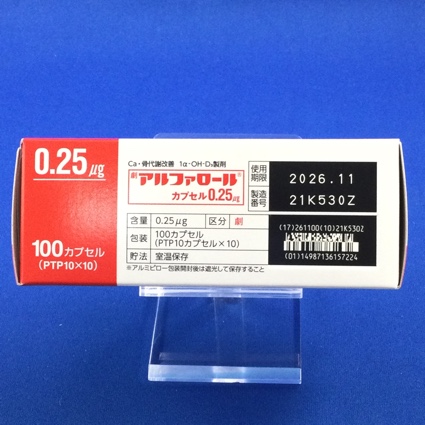 0.25μg
100カプセル
(PTP10×10)
Ca・骨代謝改善 1α-OH-D₃製剤
劇 アルファロール®
カプセル0.25μg
含量 0.25μg 区分 劇
包装 100カプセル
(PTP10カプセル×10)
貯法 室温保存
※アルミピロー包装開封後は遮光して保存すること
使用期限 2026.11
製造番号 21K530Z
(17)261100(10)21K530Z
(01)14987136157224